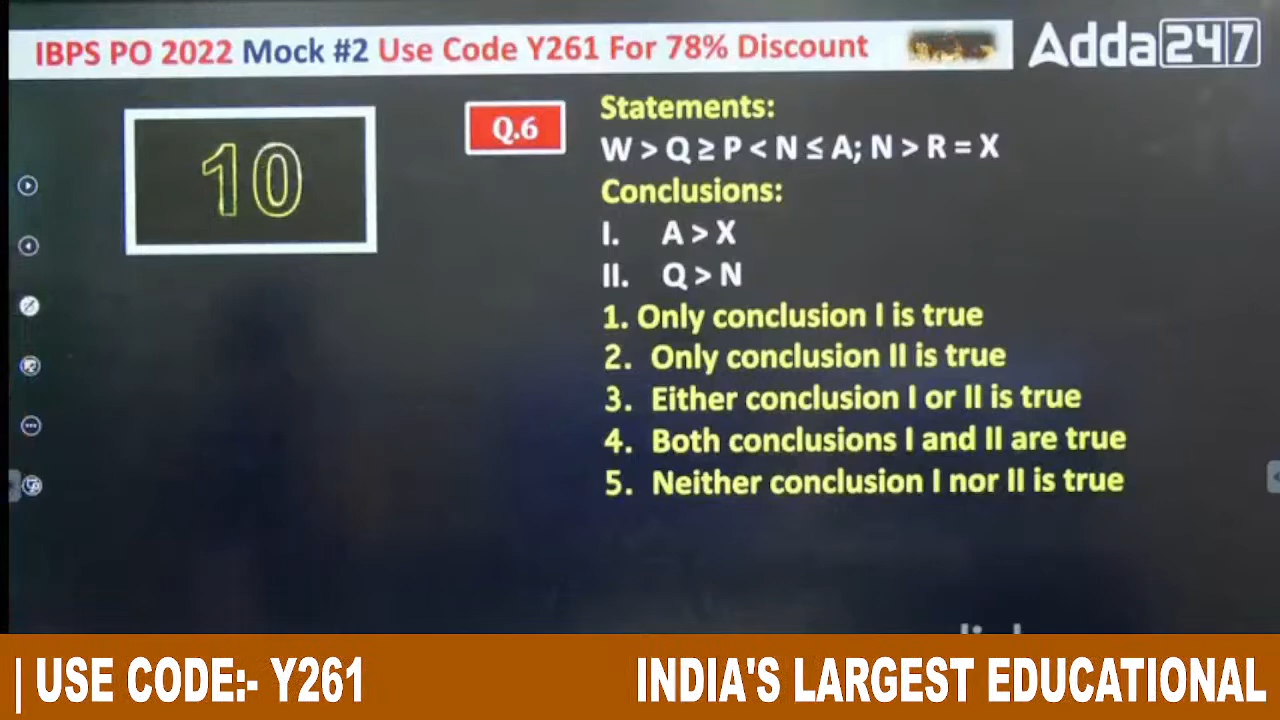 IBPS PO 2022 Mock #2 Use Code Y261 For 78% Discount
Adda247
10
Q.6
Statements:
W > Q ≥ P < N ≤ A; N > R = X
Conclusions:
I. A > X
II. Q > N
1. Only conclusion I is true
2. Only conclusion II is true
3. Either conclusion I or II is true
4. Both conclusions I and II are true
5. Neither conclusion I nor II is true
| USE CODE:- Y261 INDIA'S LARGEST EDUCATIONAL